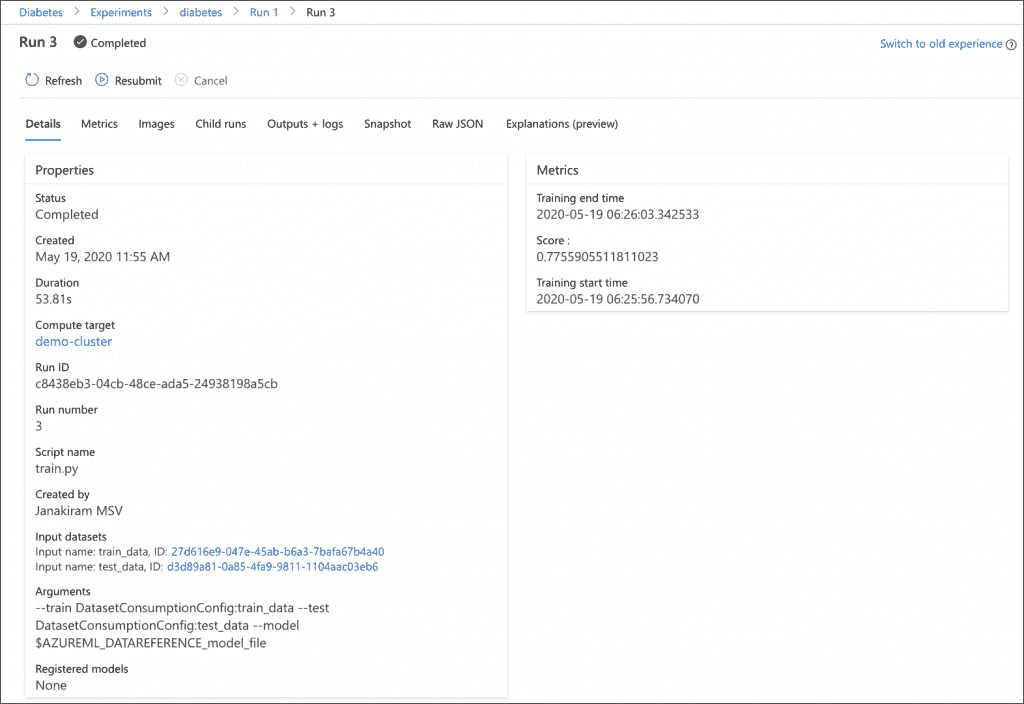 Diabetes > Experiments > diabetes > Run 1 > Run 3
Run 3 Completed
Switch to old experience ?
Refresh Resubmit Cancel
Details Metrics Images Child runs Outputs + logs Snapshot Raw JSON Explanations (preview)
Properties
Status
Completed
Created
May 19, 2020 11:55 AM
Duration
53.81s
Compute target
demo-cluster
Run ID
c8438eb3-04cb-48ce-ada5-24938198a5cb
Run number
3
Script name
train.py
Created by
Janakiram MSV
Input datasets
Input name: train_data, ID: 27d616e9-047e-45ab-b6a3-7bafa67b4a40
Input name: test_data, ID: d3d89a81-0a85-4fa9-9811-1104aac03eb6
Arguments
--train DatasetConsumptionConfig:train_data --test
DatasetConsumptionConfig:test_data --model
$AZUREML_DATAREFERENCE_model_file
Registered models
None
Metrics
Training end time
2020-05-19 06:26:03.342533
Score :
0.7755905511811023
Training start time
2020-05-19 06:25:56.734070